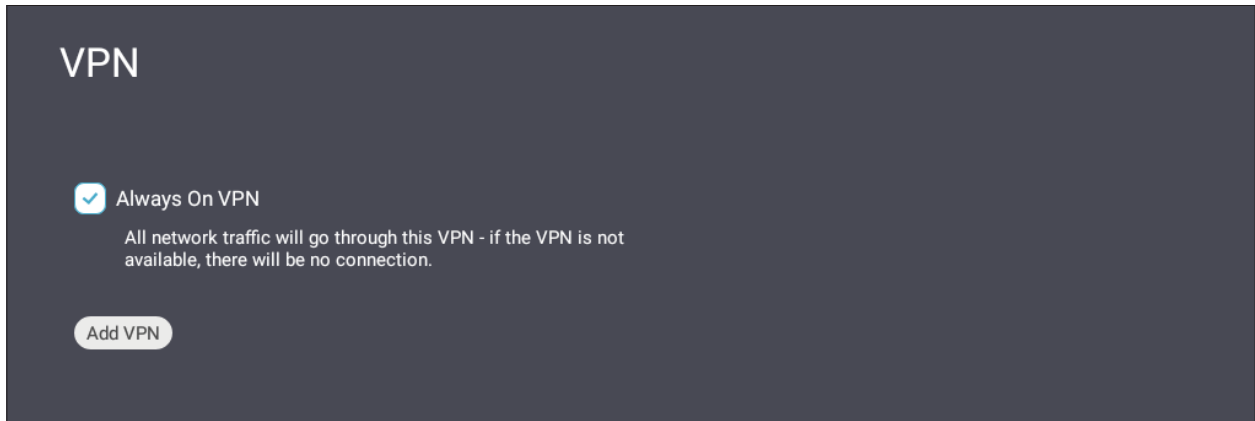 VPN
Always On VPN
All network traffic will go through this VPN - if the VPN is not
available, there will be no connection.
Add VPN